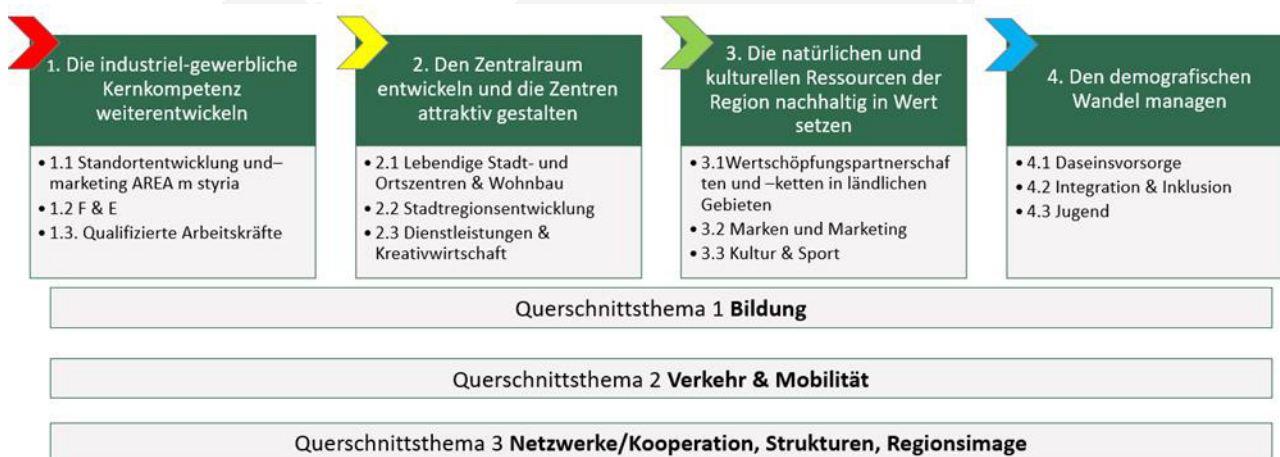 1. Die industriel-gewerbliche
Kernkompetenz
weiterentwickeln
• 1.1 Standortentwicklung und–
marketing AREA m styria
• 1.2 F & E
• 1.3. Qualifizierte Arbeitskräfte
2. Den Zentralraum
entwickeln und die Zentren
attraktiv gestalten
• 2.1 Lebendige Stadt- und
Ortszentren & Wohnbau
• 2.2 Stadtregionsentwicklung
• 2.3 Dienstleistungen &
Kreativwirtschaft
3. Die natürlichen und
kulturellen Ressourcen der
Region nachhaltig in Wert
setzen
• 3.1Wertschöpfungspartnerschaf
ten und –ketten in ländlichen
Gebieten
• 3.2 Marken und Marketing
• 3.3 Kultur & Sport
4. Den demografischen
Wandel managen
• 4.1 Daseinsvorsorge
• 4.2 Integration & Inklusion
• 4.3 Jugend
Querschnittsthema 1 Bildung
Querschnittsthema 2 Verkehr & Mobilität
Querschnittsthema 3 Netzwerke/Kooperation, Strukturen, Regionsimage